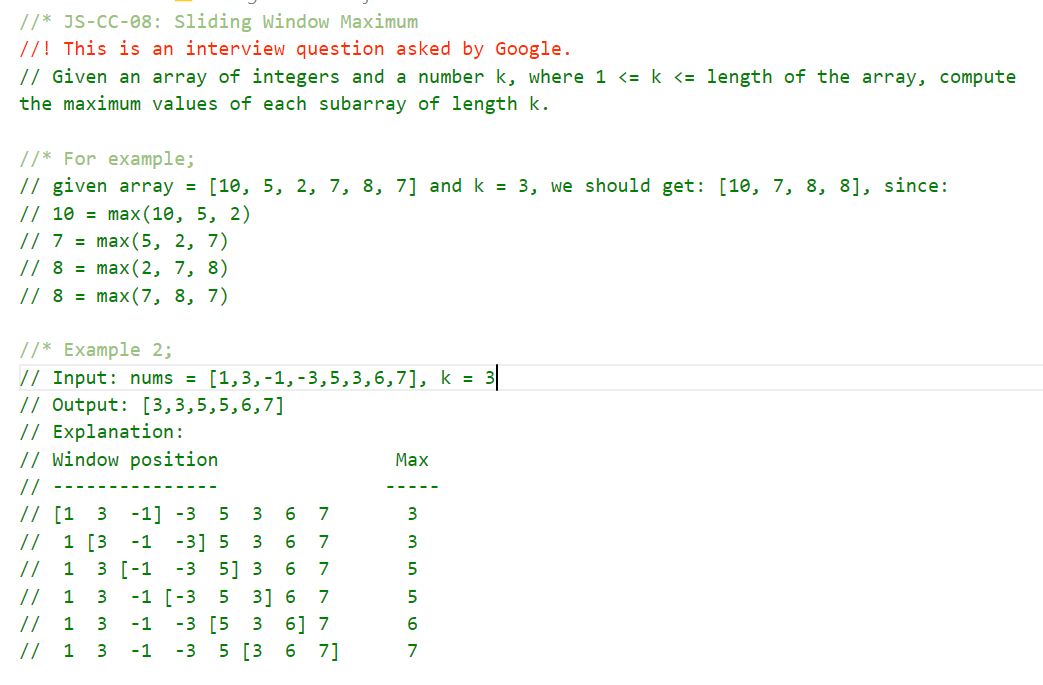 //* JS-CC-08: Sliding Window Maximum
//! This is an interview question asked by Google.
// Given an array of integers and a number k, where 1 <= k <= length of the array, compute
the maximum values of each subarray of length k.
//* For example;
// given array = [10, 5, 2, 7, 8, 7] and k = 3, we should get: [10, 7, 8, 8], since:
// 10 = max(10, 5, 2)
// 7 = max(5, 2, 7)
// 8 = max(2, 7, 8)
// 8 = max(7, 8, 7)
//* Example 2;
// Input: nums = [1,3,-1,-3,5,3,6,7], k = 3
// Output: [3,3,5,5,6,7]
// Explanation:
// Window position                Max
// ---------------               -----
// [1  3  -1] -3  5  3  6  7       3
//  1 [3  -1  -3] 5  3  6  7       3
//  1  3 [-1  -3  5] 3  6  7       5
//  1  3  -1 [-3  5  3] 6  7       5
//  1  3  -1  -3 [5  3  6] 7       6
//  1  3  -1  -3  5 [3  6  7]      7